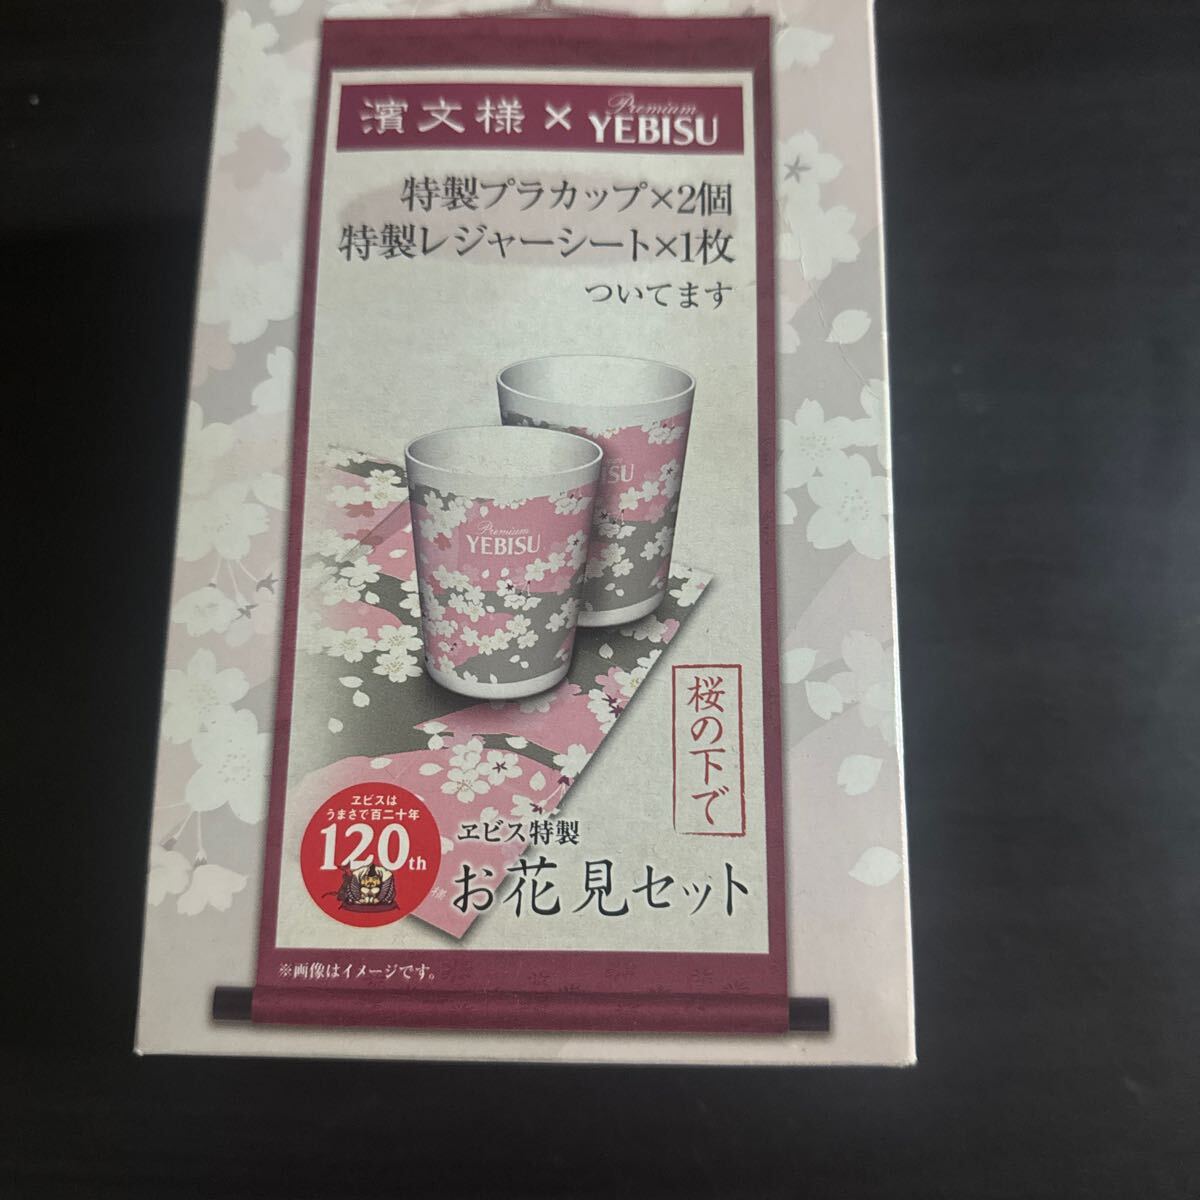 濱文様×Premium YEBISU
特製プラカップ×2個
特製レジャーシート×1枚
ついてます
EBISU
Premium
YEBISU
桜の下で
ヱビスは
うまさで百二十年
120th
様
ヱビス特製
お花見セット
※画像はイメージです。